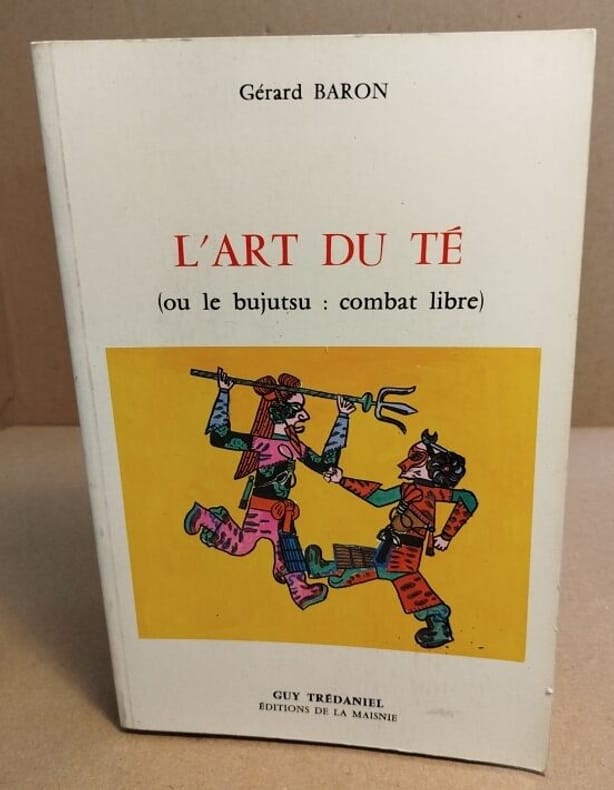 Gérard BARON
L'ART DU TÉ
(ou le bujutsu : combat libre)
GUY TRÉDANIEL
ÉDITIONS DE LA MAISNIE